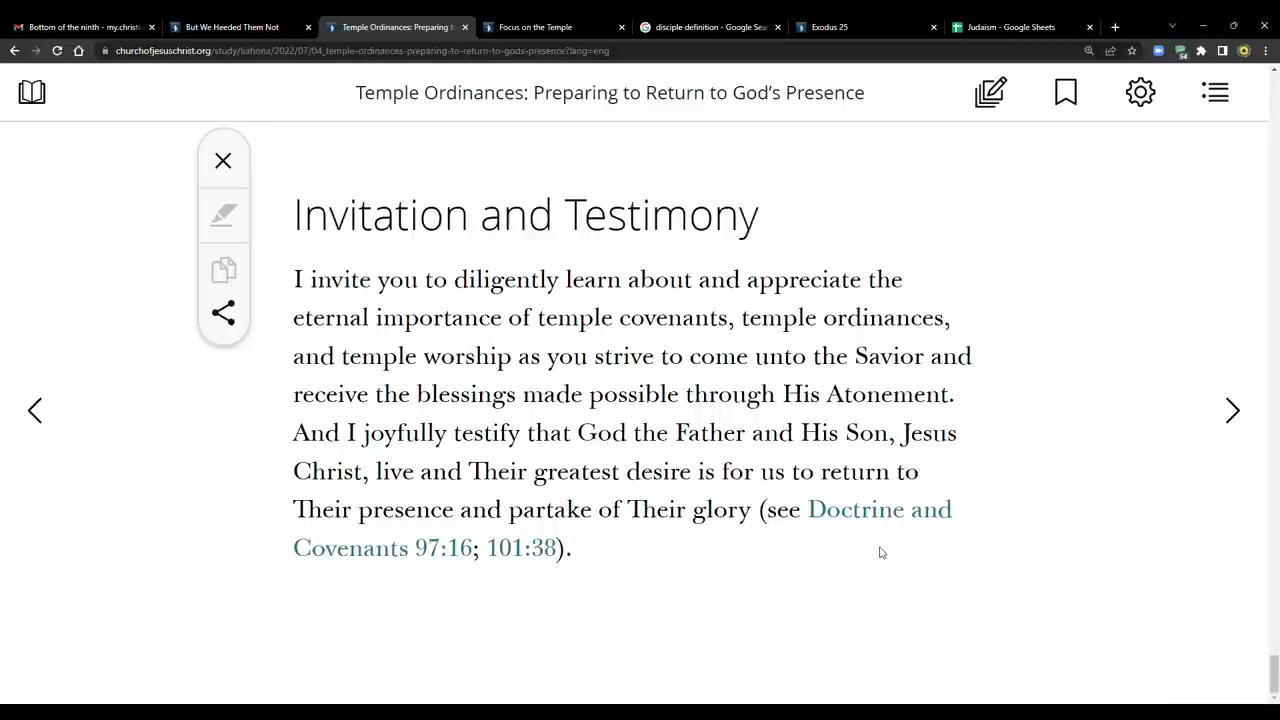 Bottom of the ninth - my.christi
But We Heeded Them Not
Temple Ordinances: Preparing to
Focus on the Temple
disciple definition - Google Sea
Exodus 25
Judaism - Google Sheets
churchofjesuschrist.org/study/liahona/2022/07/04_temple-ordinances-preparing-to-return-to-gods-presence?lang=eng
54
Temple Ordinances: Preparing to Return to God's Presence
Invitation and Testimony
I invite you to diligently learn about and appreciate the
eternal importance of temple covenants, temple ordinances,
and temple worship as you strive to come unto the Savior and
receive the blessings made possible through His Atonement.
And I joyfully testify that God the Father and His Son, Jesus
Christ, live and Their greatest desire is for us to return to
Their presence and partake of Their glory (see Doctrine and
Covenants 97:16; 101:38).